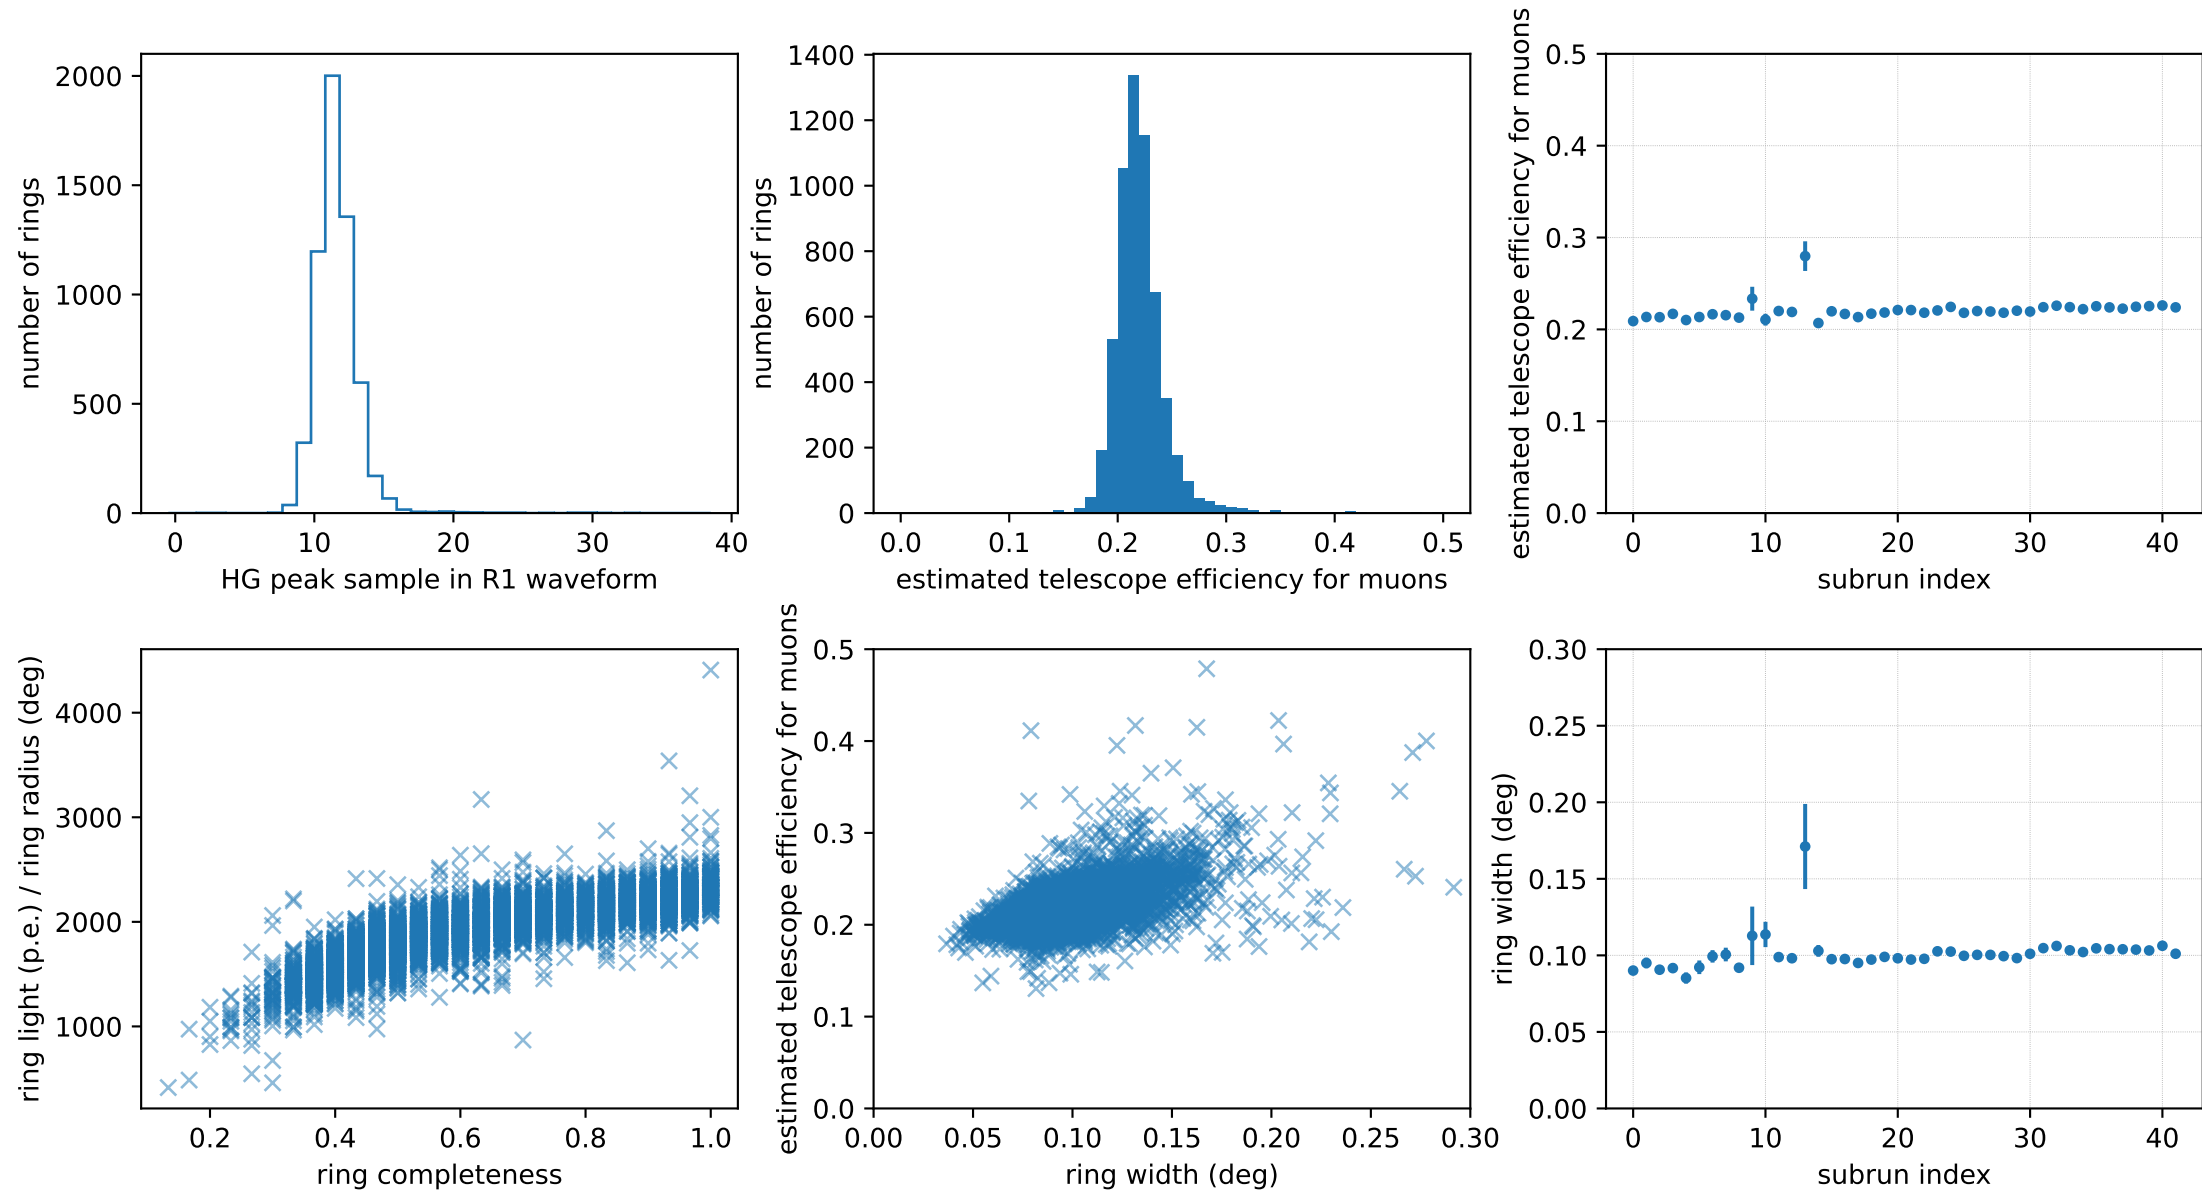 number of rings
2000
1500
1000
500
0
0 10 20 30 40
HG peak sample in R1 waveform
number of rings
1400
1200
1000
800
600
400
200
0
0.0 0.1 0.2 0.3 0.4 0.5
estimated telescope efficiency for muons
estimated telescope efficiency for muons
0.5
0.4
0.3
0.2
0.1
0.0
0 10 20 30 40
subrun index
ring light (p.e.) / ring radius (deg)
4000
3000
2000
1000
0.2 0.4 0.6 0.8 1.0
ring completeness
estimated telescope efficiency for muons
0.5
0.4
0.3
0.2
0.1
0.0
0.00 0.05 0.10 0.15 0.20 0.25 0.30
ring width (deg)
ring width (deg)
0.30
0.25
0.20
0.15
0.10
0.05
0.00
0 10 20 30 40
subrun index